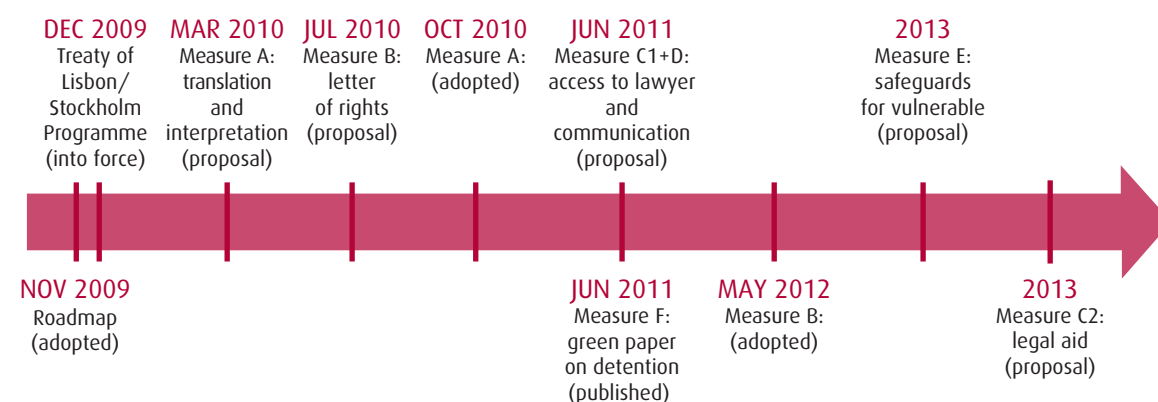 DEC 2009
Treaty of
Lisbon/
Stockholm
Programme
(into force)
MAR 2010
Measure A:
translation
and
interpretation
(proposal)
JUL 2010
Measure B:
letter
of rights
(proposal)
OCT 2010
Measure A:
(adopted)
JUN 2011
Measure C1+D:
access to lawyer
and
communication
(proposal)
2013
Measure E:
safeguards
for vulnerable
(proposal)
NOV 2009
Roadmap
(adopted)
JUN 2011
Measure F:
green paper
on detention
(published)
MAY 2012
Measure B:
(adopted)
2013
Measure C2:
legal aid
(proposal)